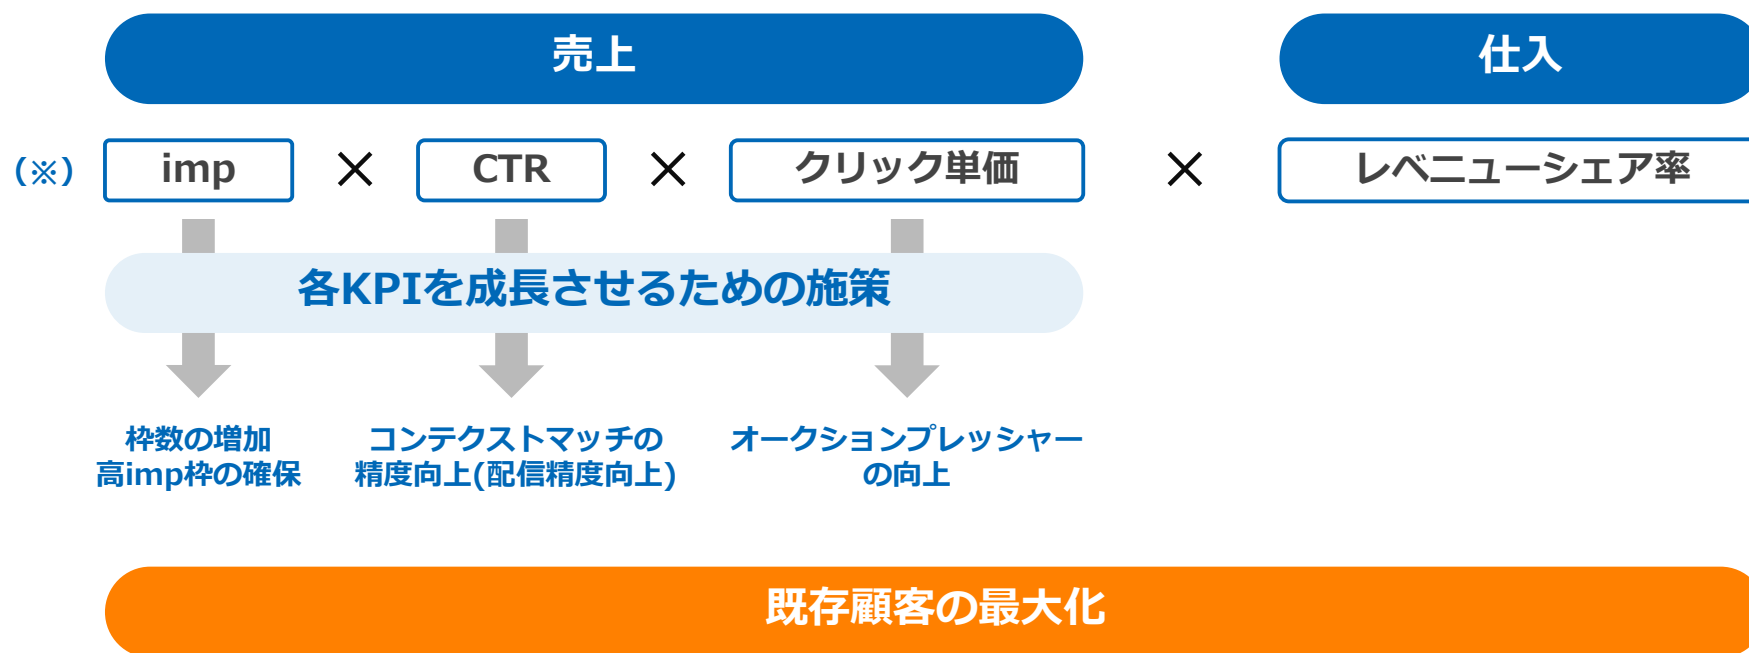 売上
仕入
(※) imp × CTR × クリック単価 × レベニューシェア率
各KPIを成長させるための施策
枠数の増加
高imp枠の確保
コンテクストマッチの
精度向上(配信精度向上)
オークションプレッシャー
の向上
既存顧客の最大化